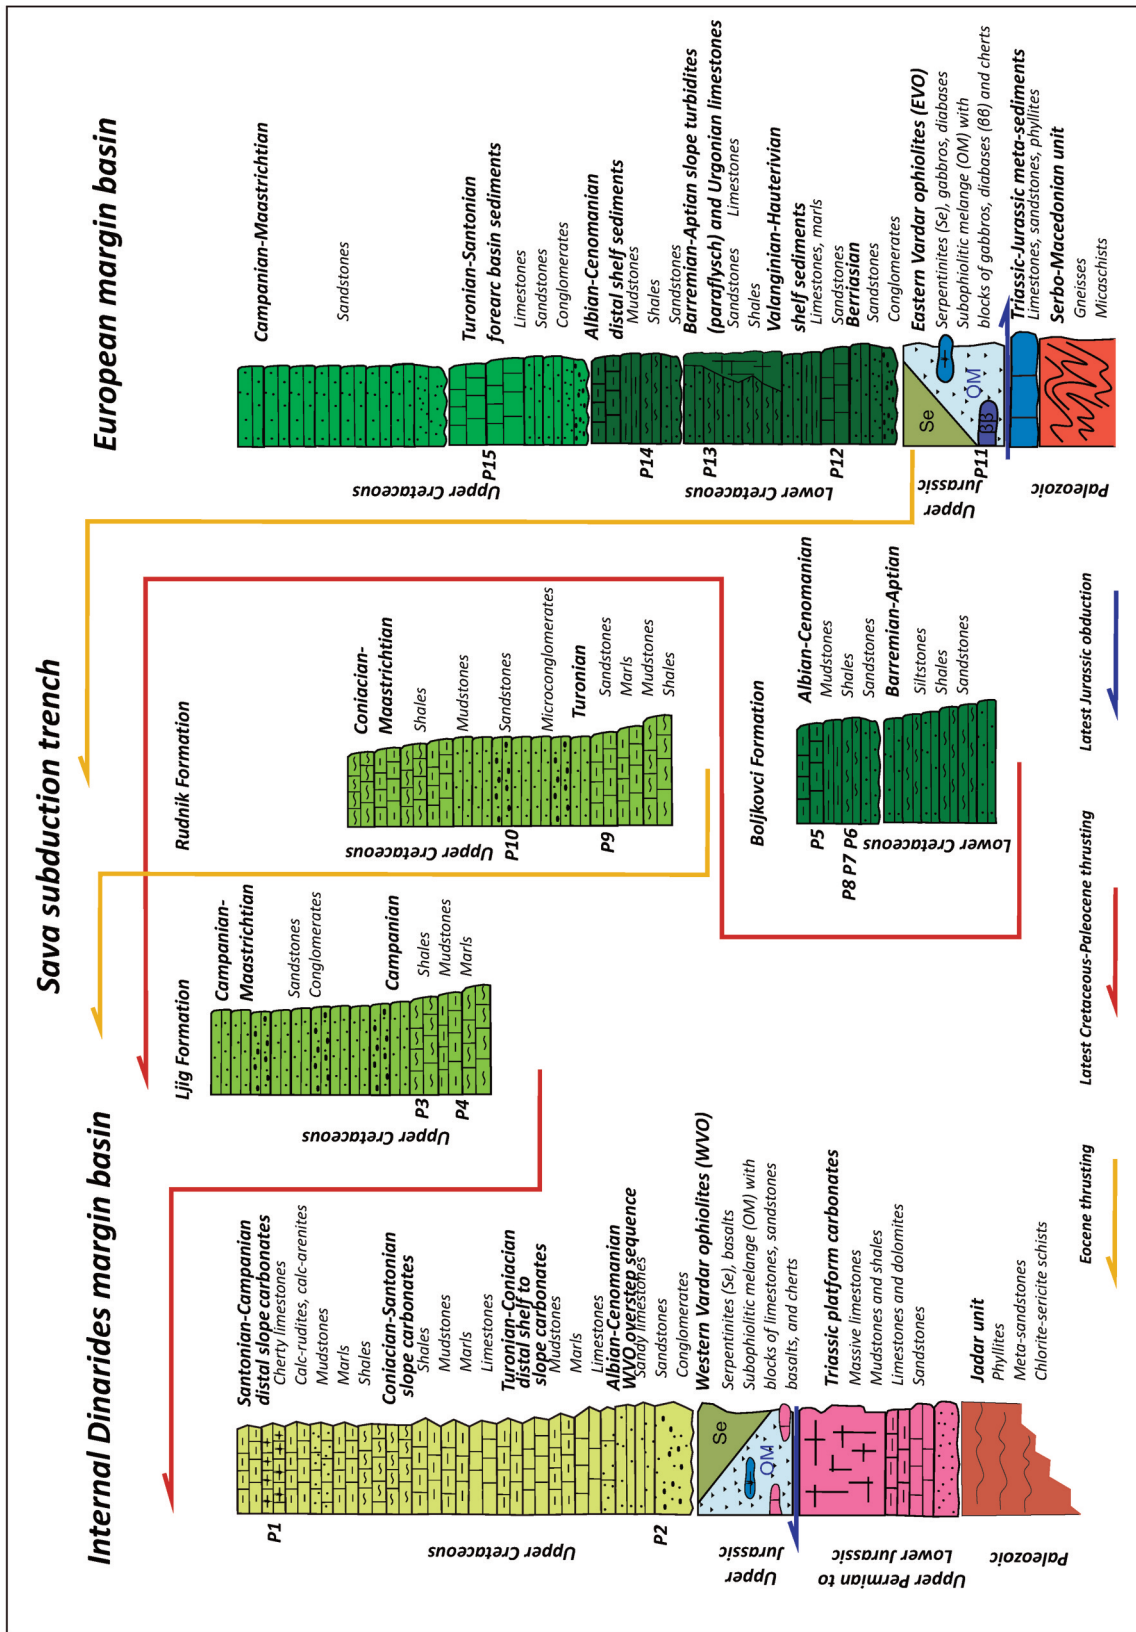 Internal Dinarides margin basin
Sava subduction trench
European margin basin
Santonian-Campanian
distal slope carbonates
Cherty limestones
Calc-rudites, calc-arenites
Mudstones
Marls
Shales
Coniacian-Santonian
slope carbonates
Shales
Mudstones
Marls
Limestones
Turonian-Coniacian
distal shelf to
slope carbonates
Mudstones
Marls
Limestones
Albian-Cenomanian
WVO overstep sequence
Sandy limestones
Sandstones
Conglomerates
Western Vardar ophiolites (WVO)
Serpentinites (Se), basalts
Subophiolitic melange (OM) with
blocks of limestones, sandstones
basalts, and cherts
Triassic platform carbonates
Massive limestones
Mudstones and shales
Limestones and dolomites
Sandstones
Jadar unit
Phyllites
Meta-sandstones
Chlorite-sericite schists
P1
P2
Se
OM
Upper Cretaceous
Upper
Jurassic
Upper Permian to
Lower Jurassic
Paleozoic
Ljig Formation
Campanian-
Maastrichtian
Sandstones
Conglomerates
Campanian
Shales
Mudstones
Marls
P3
P4
Upper Cretaceous
Rudnik Formation
Coniacian-
Maastrichtian
Shales
Mudstones
Sandstones
Microconglomerates
Turonian
Sandstones
Marls
Mudstones
Shales
P10
P9
Upper Cretaceous
Boljkovci Formation
Albian-Cenomanian
Mudstones
Shales
Sandstones
Barremian-Aptian
Siltstones
Shales
Sandstones
P5
P8 P7 P6
Lower Cretaceous
Campanian-Maastrichtian
Sandstones
Turonian-Santonian
forearc basin sediments
Limestones
Sandstones
Conglomerates
Albian-Cenomanian
distal shelf sediments
Mudstones
Shales
Sandstones
Barremian-Aptian slope turbidites
(paraflysch) and Urgonian limestones
Sandstones Limestones
Shales
Valanginian-Hauterivian
shelf sediments
Limestones, marls
Sandstones
Berriasian
Sandstones
Conglomerates
Eastern Vardar ophiolites (EVO)
Serpentinites (Se), gabbros, diabases
Subophiolitic melange (OM) with
blocks of gabbros, diabases (ββ) and cherts
Triassic-Jurassic meta-sediments
Limestones, sandstones, phyllites
Serbo-Macedonian unit
Gneisses
Micaschists
P15
P14
P13
P12
P11
Se
OM
ββ
Upper Cretaceous
Lower Cretaceous
Upper
Jurassic
Paleozoic
Eocene thrusting
Latest Cretaceous-Paleocene thrusting
Latest Jurassic obduction